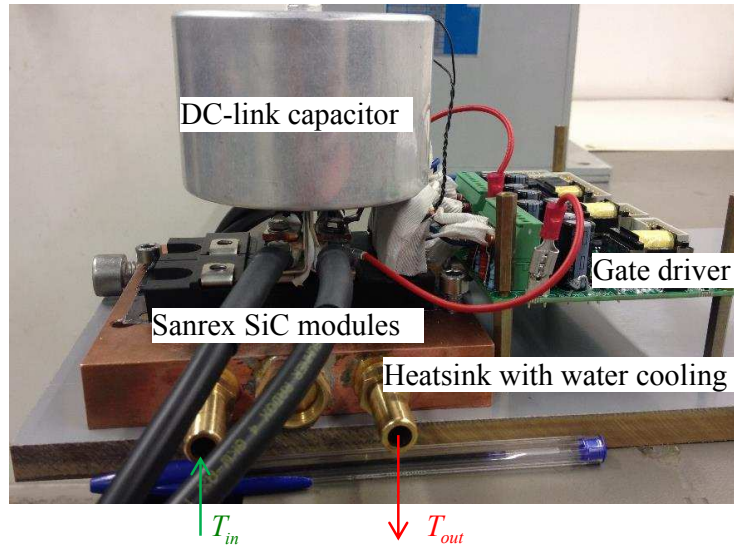 DC-link capacitor
Gate driver
Sanrex SiC modules
Heatsink with water cooling
T_in
T_out